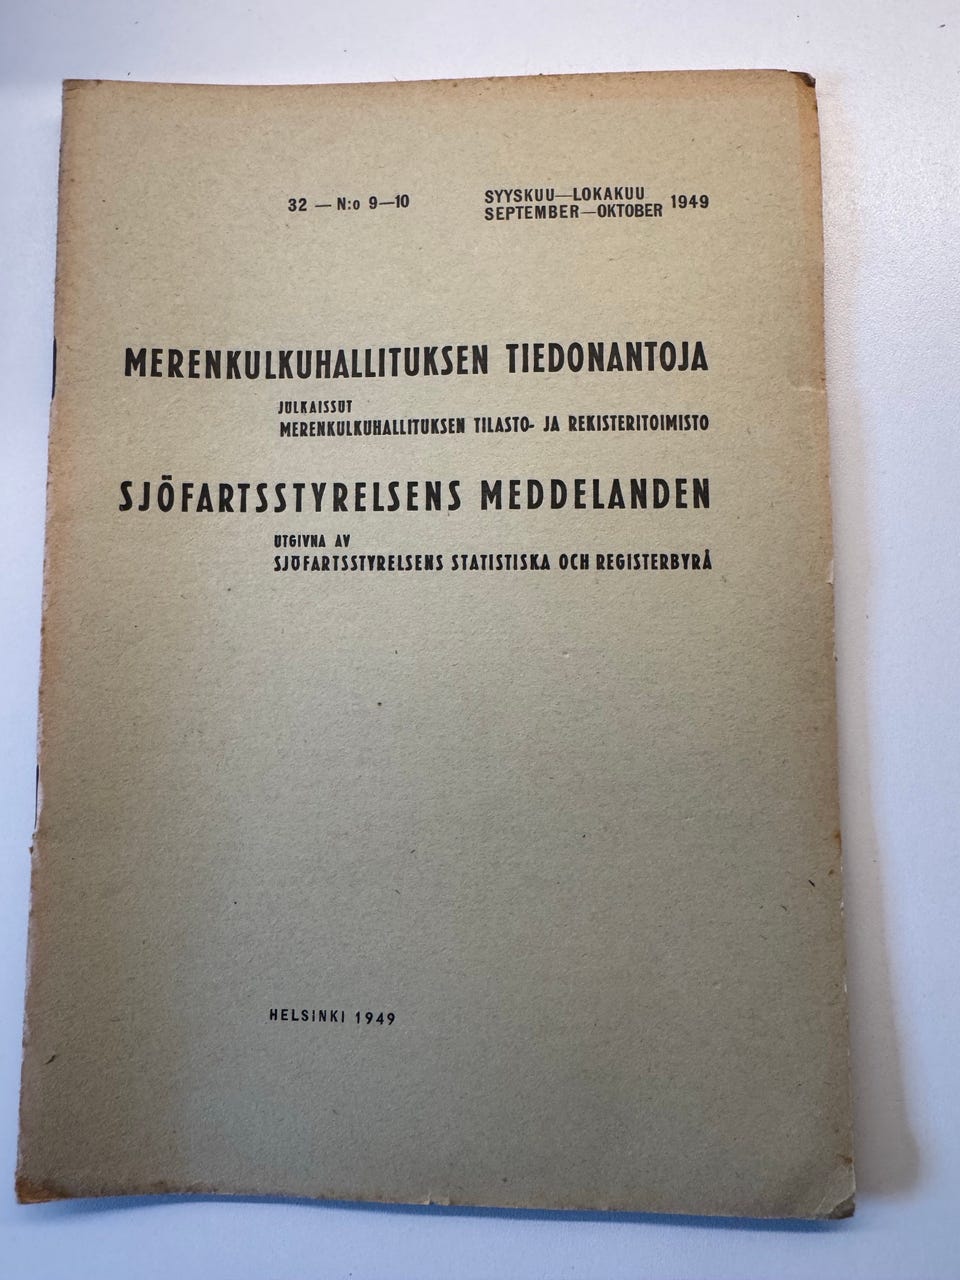 32 — N:o 9—10
SYYSKUU—LOKAKUU
SEPTEMBER—OKTOBER 1949
MERENKULKUHALLITUKSEN TIEDONANTOJA
JULKAISSUT
MERENKULKUHALLITUKSEN TILASTO- JA REKISTERITOIMISTO
SJÖFARTSSTYRELSENS MEDDELANDEN
UTGIVNA AV
SJÖFARTSSTYRELSENS STATISTISKA OCH REGISTERBYRÅ
HELSINKI 1949